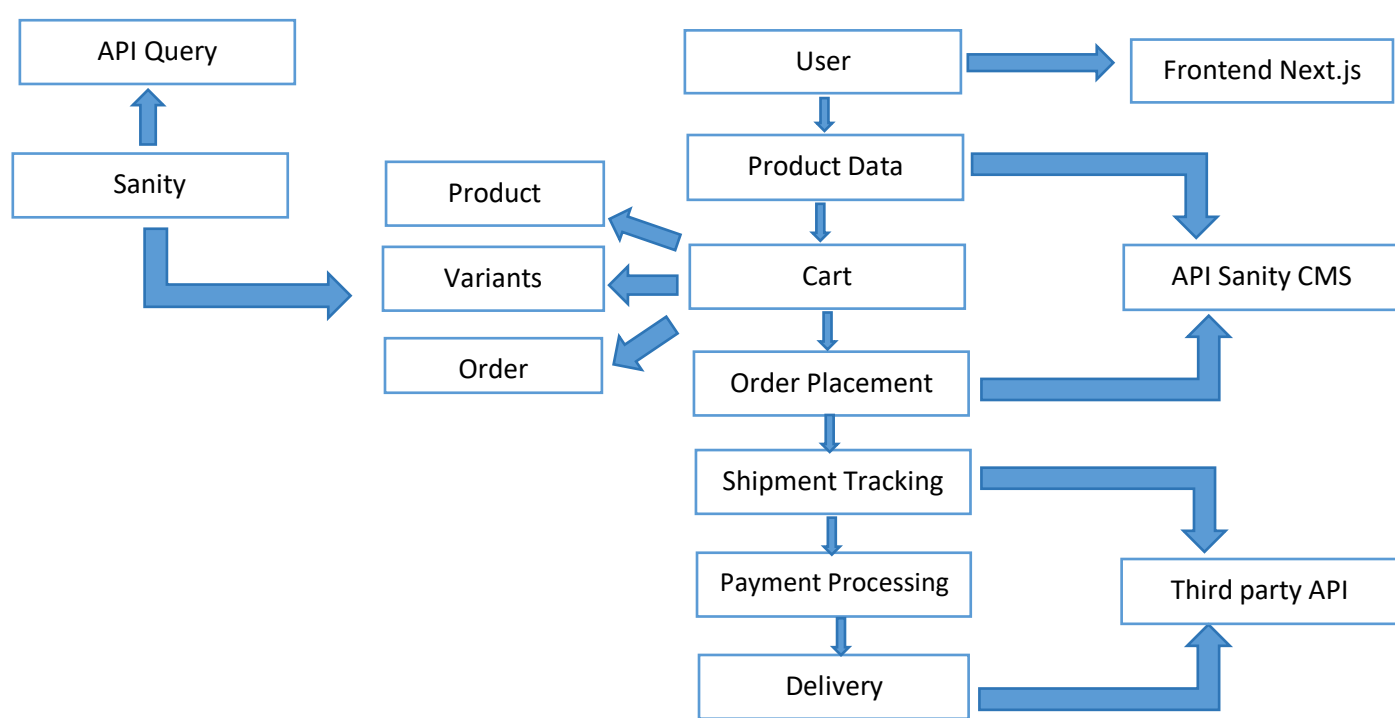 API Query
User
Frontend Next.js
Sanity
Product Data
Product
Variants
Cart
API Sanity CMS
Order
Order Placement
Shipment Tracking
Payment Processing
Third party API
Delivery